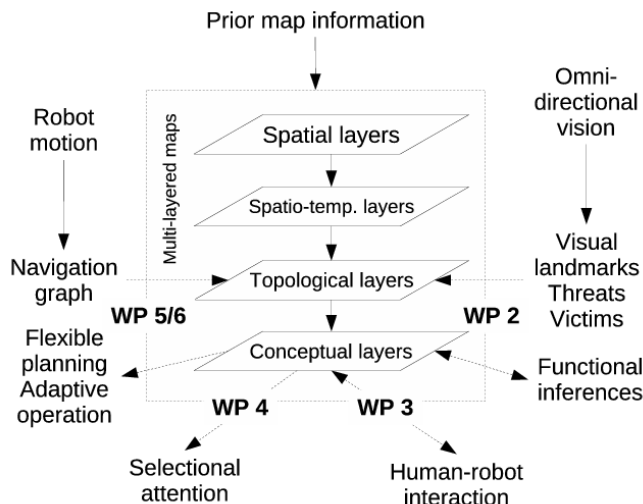 Prior map information
Robot
motion
Omni-
directional
vision
Multi-layered maps
Spatial layers
Spatio-temp. layers
Navigation
graph
Topological layers
Visual
landmarks
Threats
Victims
WP 5/6
WP 2
Flexible
planning
Adaptive
operation
Conceptual layers
Functional
inferences
WP 4
WP 3
Selectional
attention
Human-robot
interaction